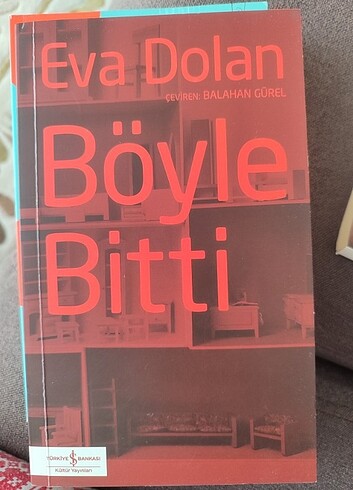 Eva Dolan
ÇEVİREN: BALAHAN GÜREL
Böyle
Bitti
TÜRKİYE İŞ BANKASI
Kültür Yayınları